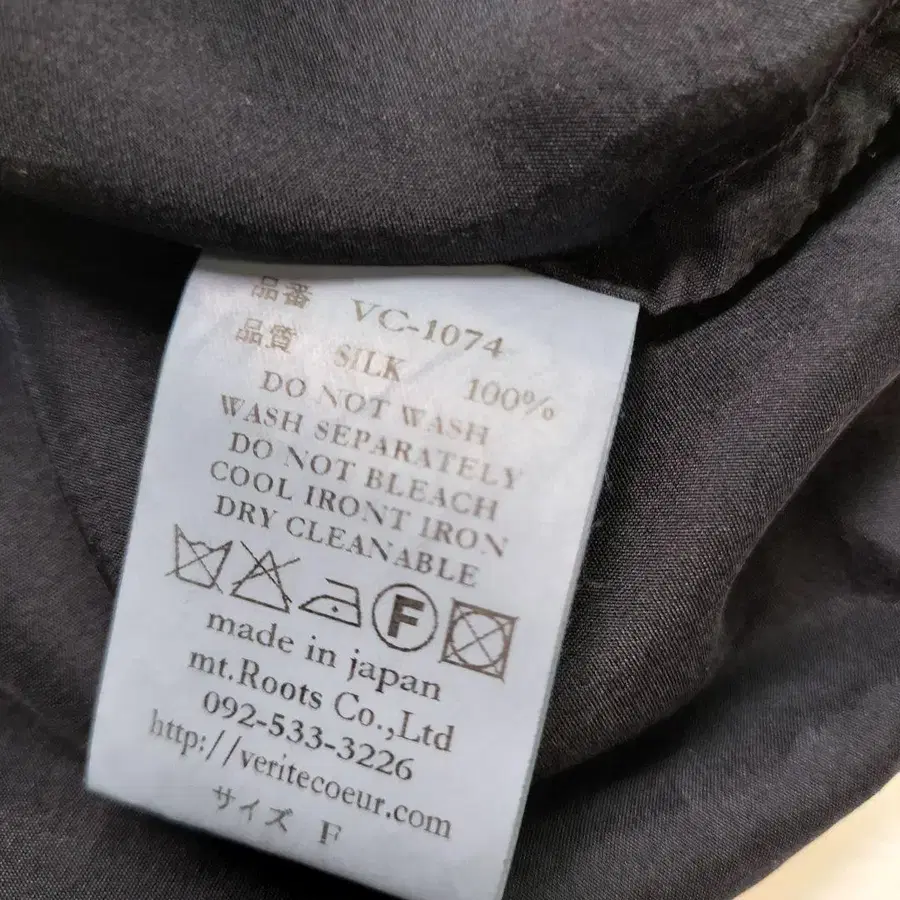 品番 VC-1074
品質 SILK 100%
DO NOT WASH
WASH SEPARATELY
DO NOT BLEACH
COOL IRONT IRON
DRY CLEANABLE
F
made in japan
mt.Roots Co.,Ltd
092-533-3226
http://veritecoeur.com
サイズ F